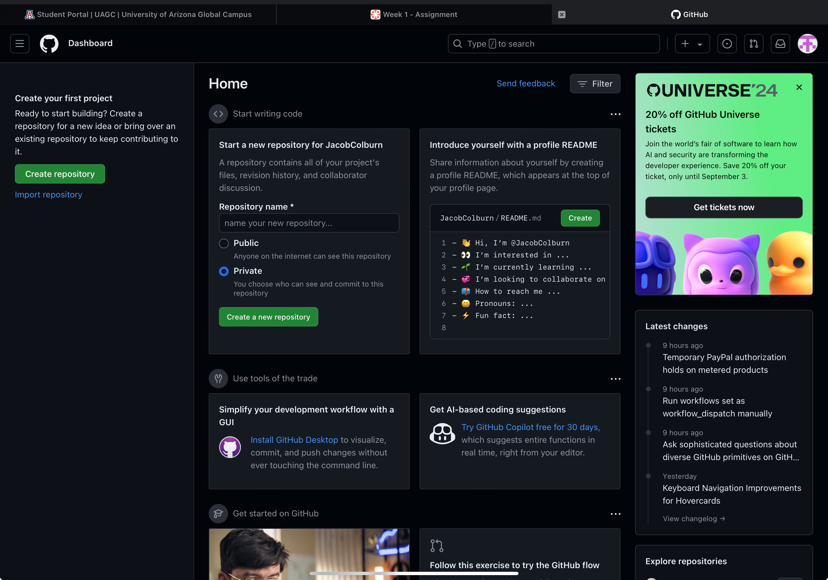 Student Portal | UAGC | University of Arizona Global Campus
Week 1 - Assignment
GitHub
Dashboard
Type / to search
Create your first project
Ready to start building? Create a
repository for a new idea or bring over an
existing repository to keep contributing to
it.
Create repository
Import repository
Home
Send feedback
Filter
Start writing code
Start a new repository for JacobColburn
A repository contains all of your project's
files, revision history, and collaborator
discussion.
Repository name *
name your new repository...
Public
Anyone on the internet can see this repository
Private
You choose who can see and commit to this
repository
Create a new repository
Introduce yourself with a profile README
Share information about yourself by creating
a profile README, which appears at the top of
your profile page.
JacobColburn / README.md
Create
1 - 👋 Hi, I’m @JacobColburn
2 - 👀 I’m interested in ...
3 - 🌱 I’m currently learning ...
4 - 💞️ I’m looking to collaborate on
5 - 📫 How to reach me ...
6 - 😄 Pronouns: ...
7 - ⚡ Fun fact: ...
8
Use tools of the trade
Simplify your development workflow with a
GUI
Install GitHub Desktop to visualize,
commit, and push changes without
ever touching the command line.
Get AI-based coding suggestions
Try GitHub Copilot free for 30 days,
which suggests entire functions in
real time, right from your editor.
Get started on GitHub
Follow this exercise to try the GitHub flow
UNIVERSE'24
20% off GitHub Universe
tickets
Join the world's fair of software to learn how
AI and security are transforming the
developer experience. Save 20% off your
ticket, only until September 3.
Get tickets now
Latest changes
9 hours ago
Temporary PayPal authorization
holds on metered products
9 hours ago
Run workflows set as
workflow_dispatch manually
9 hours ago
Ask sophisticated questions about
diverse GitHub primitives on GitH...
Yesterday
Keyboard Navigation Improvements
for Hovercards
View changelog →
Explore repositories